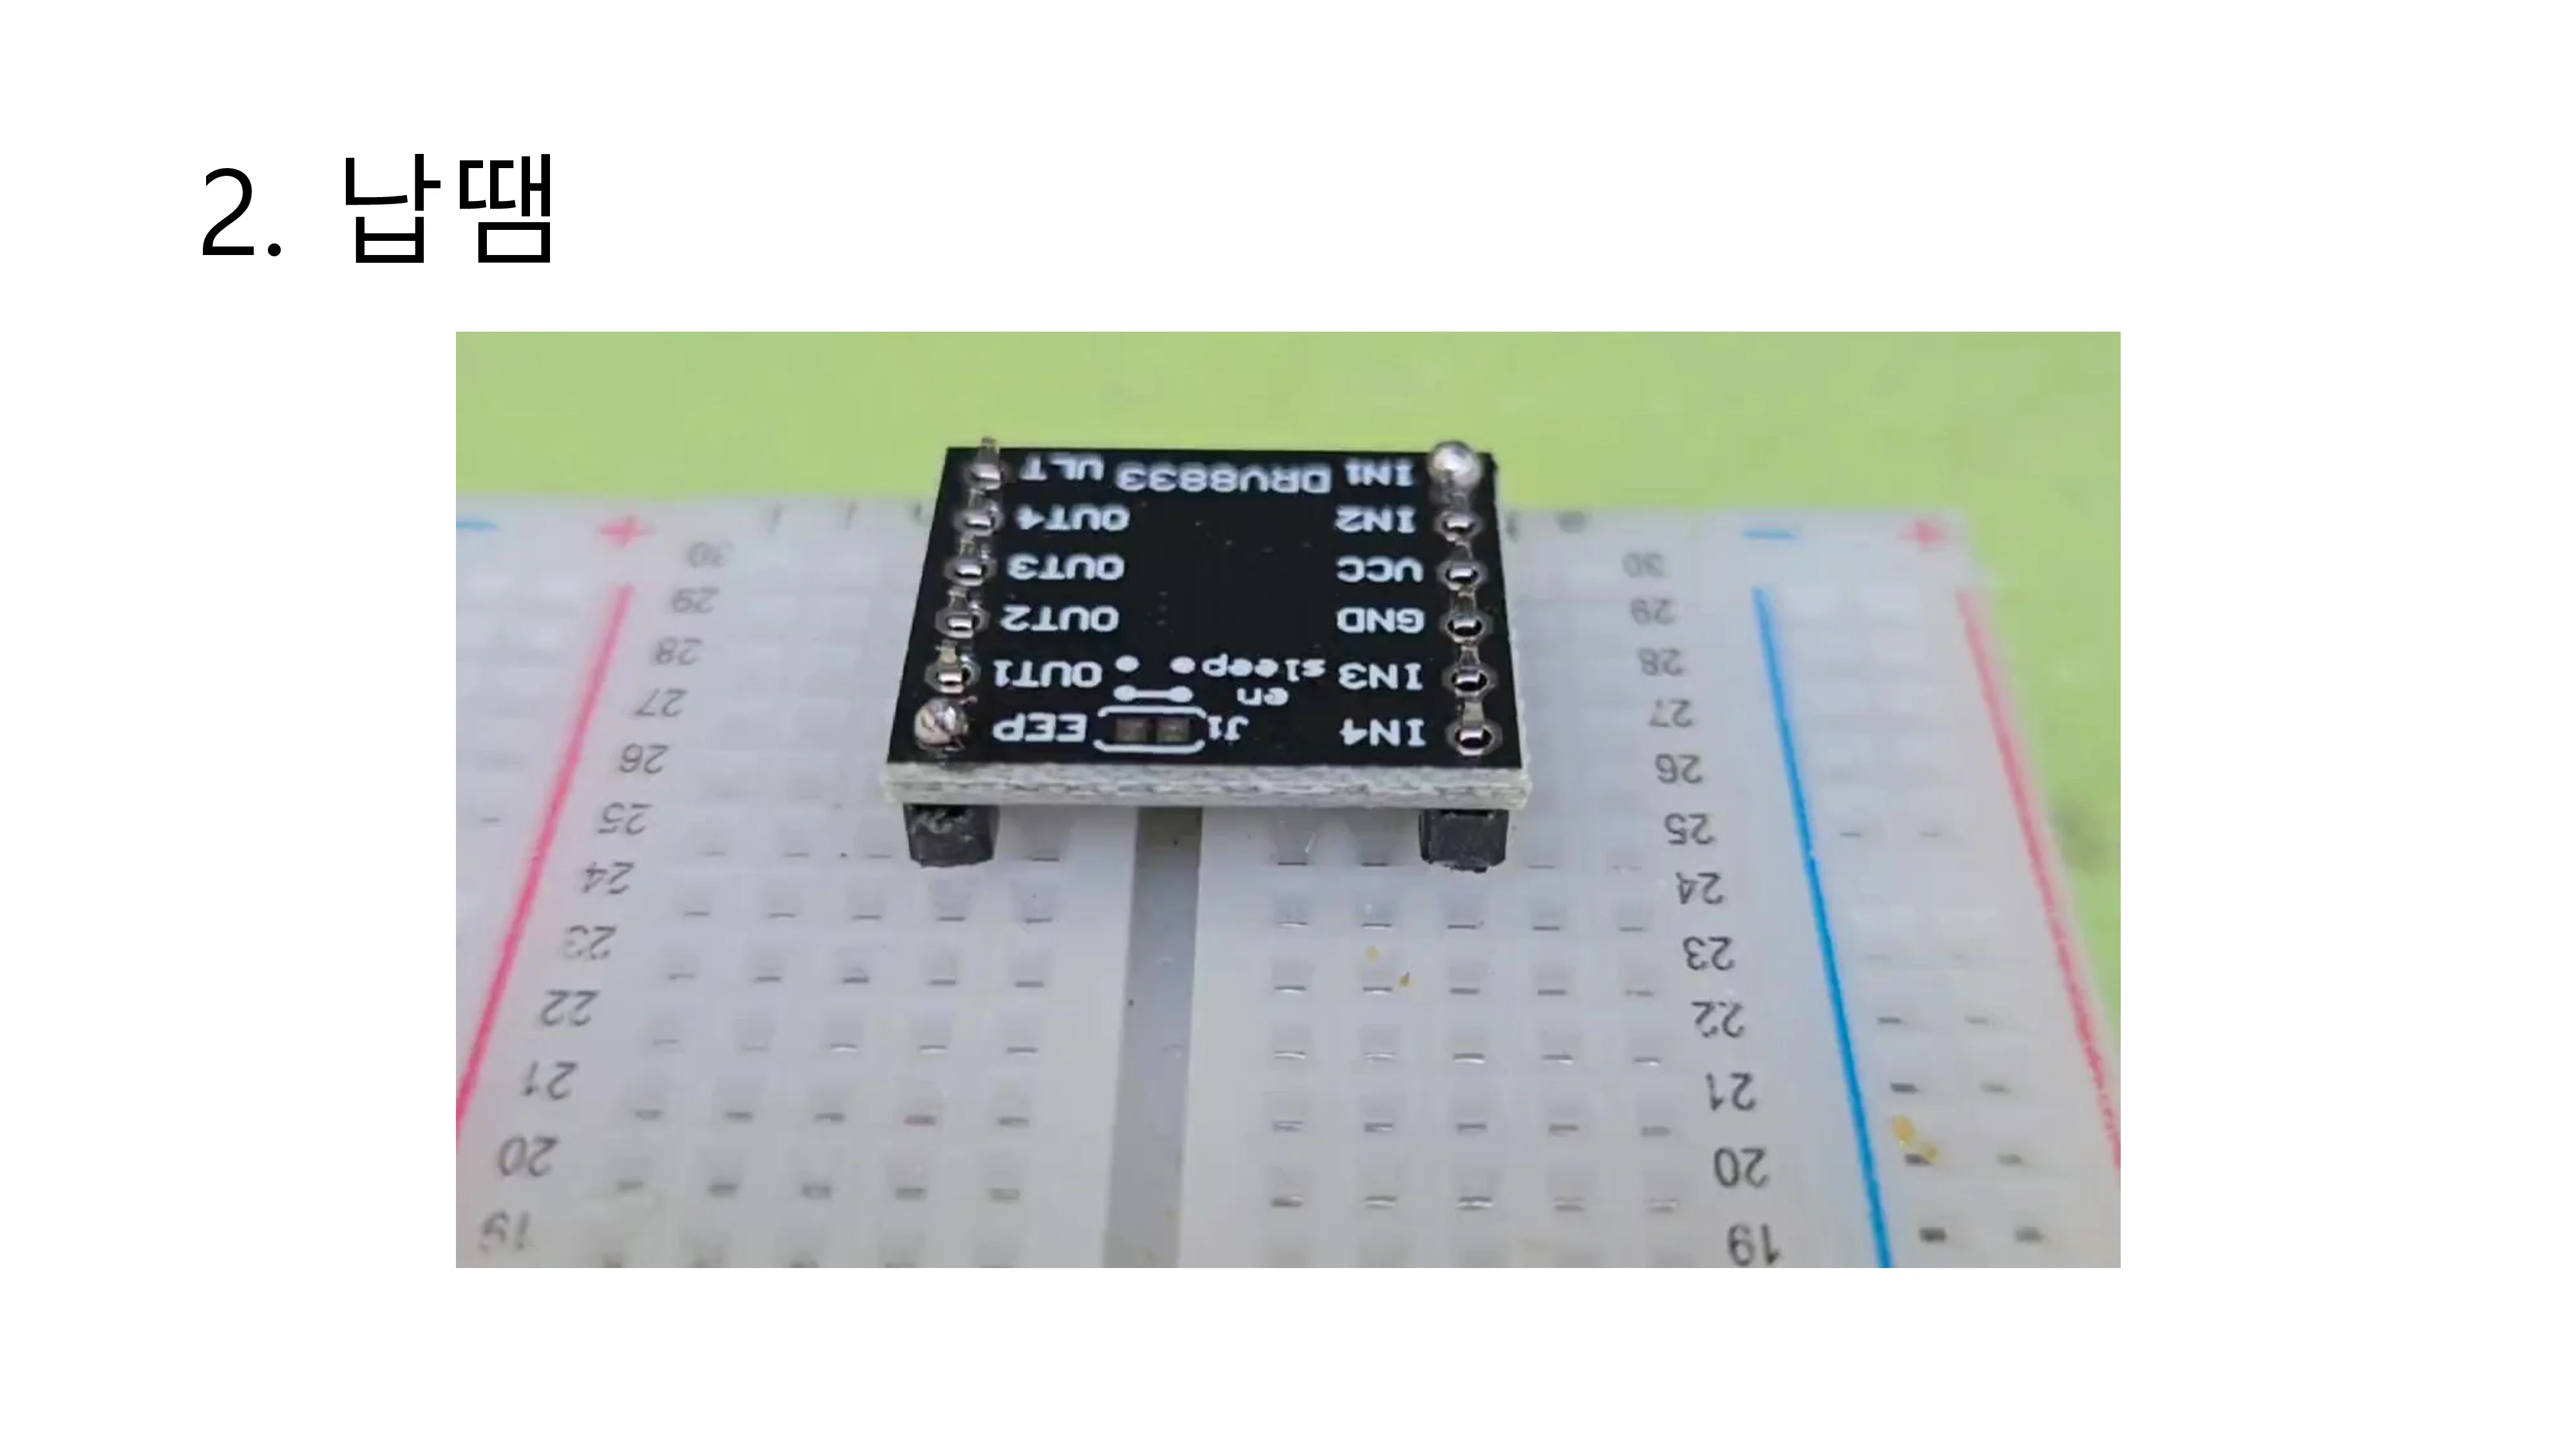 2. 납땜
ULT DRV8833 IN1
OUT4 IN2
OUT3 VCC
OUT2 GND
OUT1 sleep IN3
en
EEP J1 IN4
- + - +
30 30
29 29
28 28
27 27
26 26
25 25
24 24
23 23
22 22
21 21
20 20
19 19